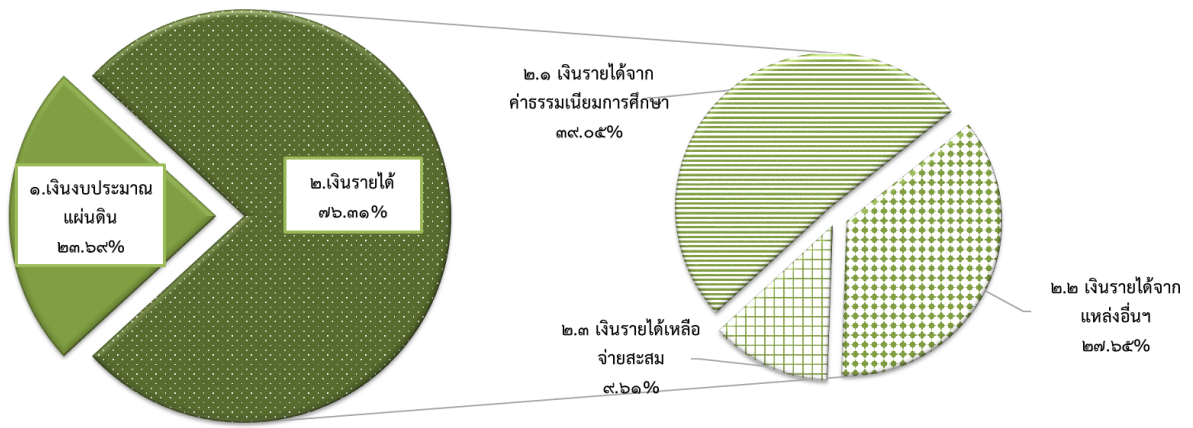 ๑.เงินงบประมาณ
แผ่นดิน
๒๓.๖๙%
๒.เงินรายได้
๗๖.๓๑%
๒.๑ เงินรายได้จาก
ค่าธรรมเนียมการศึกษา
๓๙.๐๕%
๒.๒ เงินรายได้จาก
แหล่งอื่นฯ
๒๗.๖๕%
๒.๓ เงินรายได้เหลือ
จ่ายสะสม
๙.๖๑%